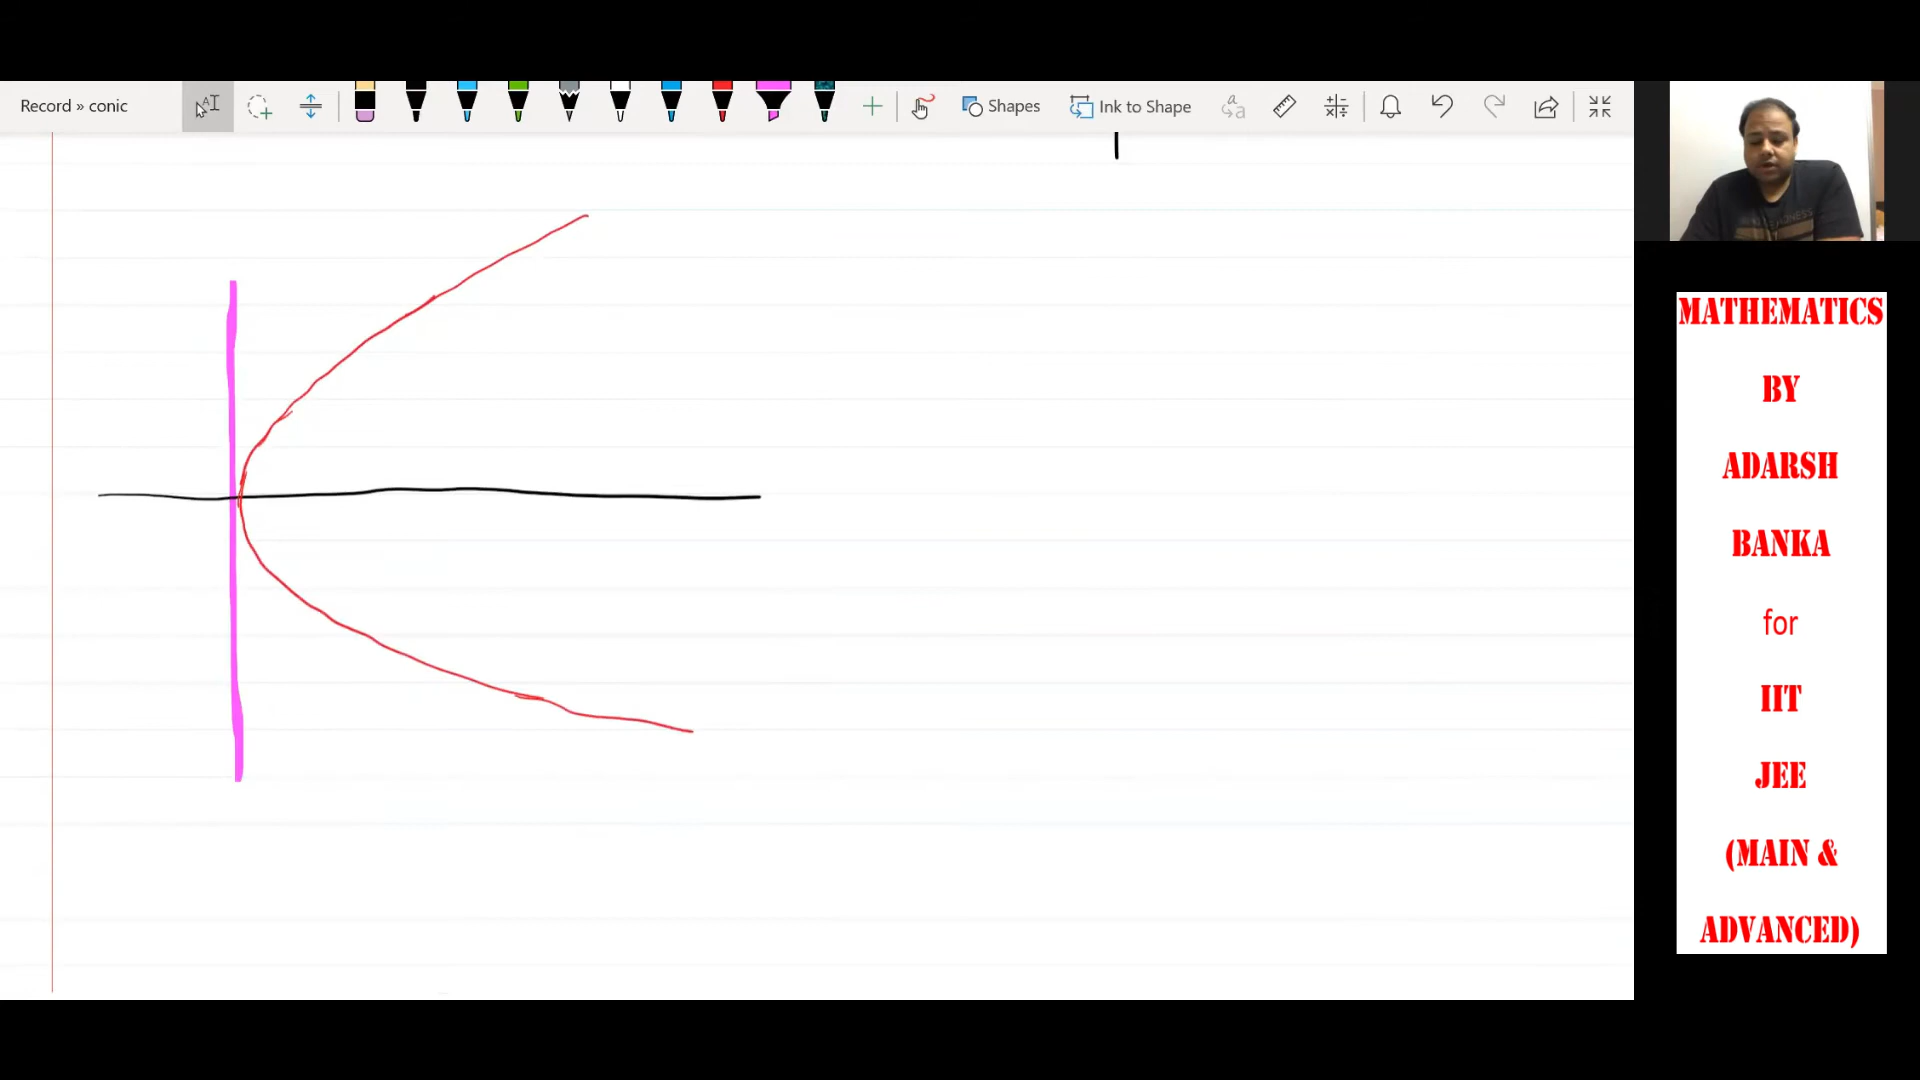 Record » conic
Shapes
Ink to Shape
MATHEMATICS
BY
ADARSH
BANKA
for
IIT
JEE
(MAIN &
ADVANCED)